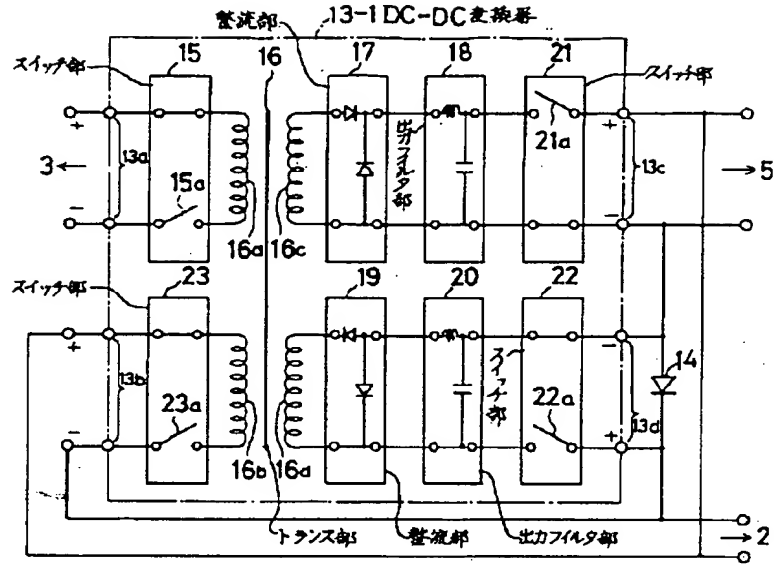 整流部
13-1 DC-DC変換器
スイッチ部
15
16
17
18
21
スイッチ部
+
13a
3
15a
-
16a
16c
出力フィルタ部
21a
+
13c
5
-
スイッチ部
23
19
20
22
+
13b
23a
-
16b
16d
スイッチ部
22a
-
13d
+
14
トランス部
整流部
出力フィルタ部
2